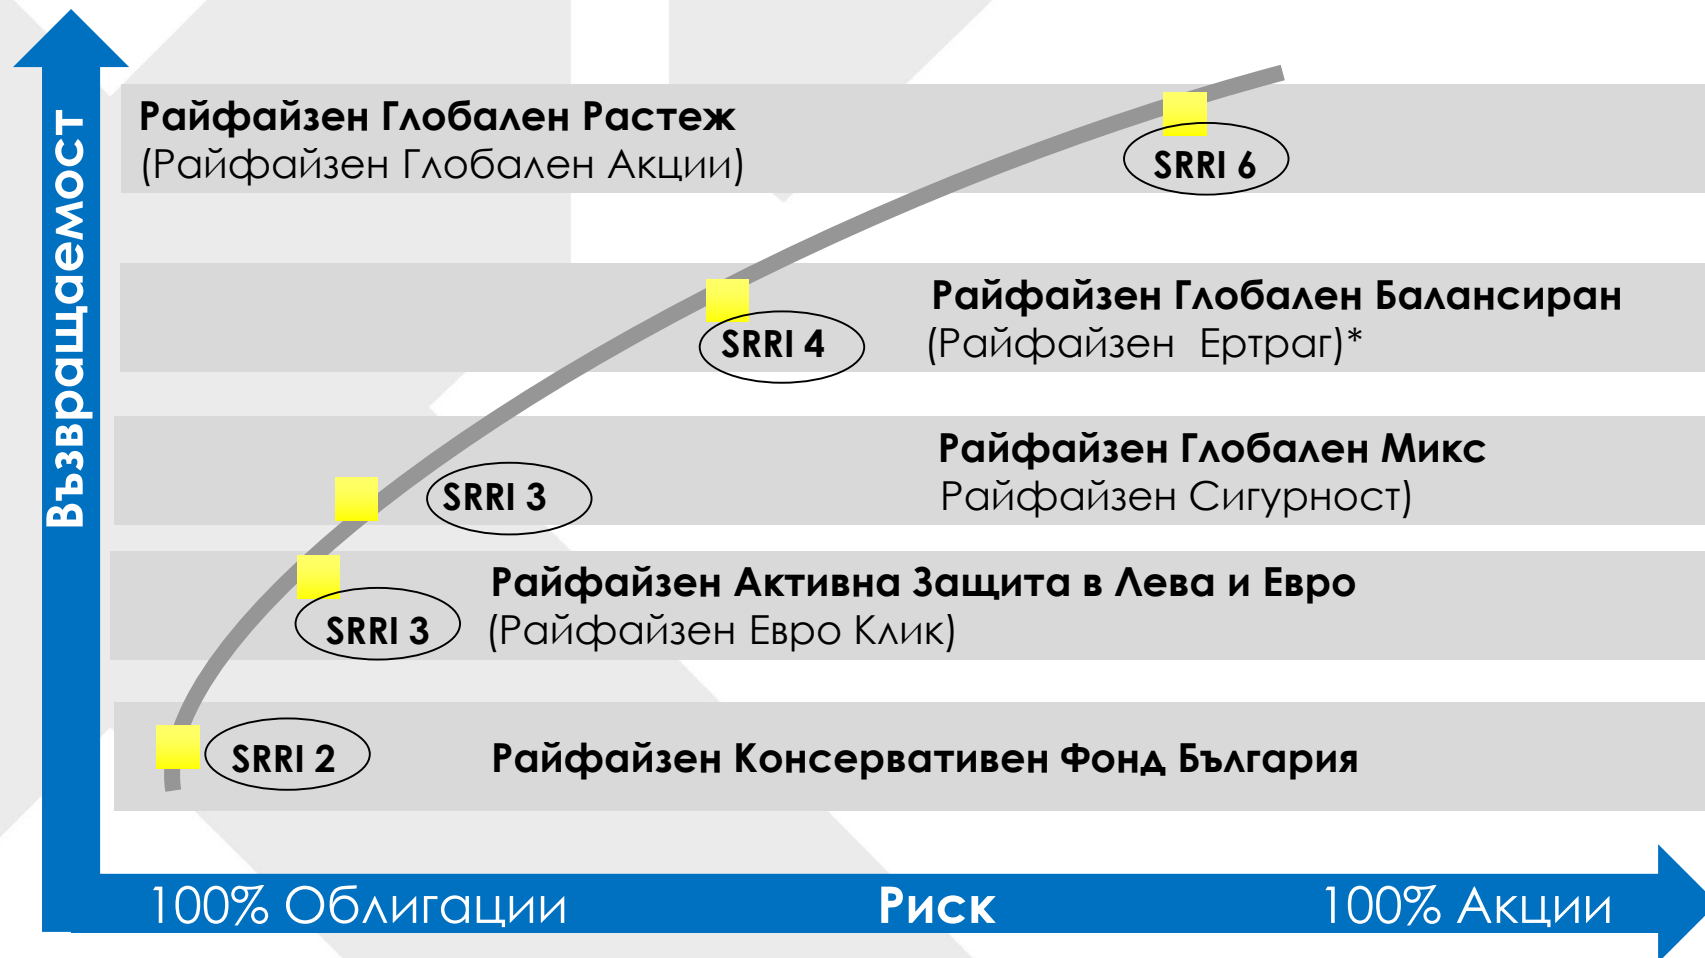 Възвращаемост
Райфайзен Глобален Растеж
(Райфайзен Глобален Акции)
SRRI 6
Райфайзен Глобален Балансиран
(Райфайзен Ертраг)*
SRRI 4
Райфайзен Глобален Микс
Райфайзен Сигурност)
SRRI 3
Райфайзен Активна Защита в Лева и Евро
(Райфайзен Евро Клик)
SRRI 3
SRRI 2
Райфайзен Консервативен Фонд България
100% Облигации
Риск
100% Акции